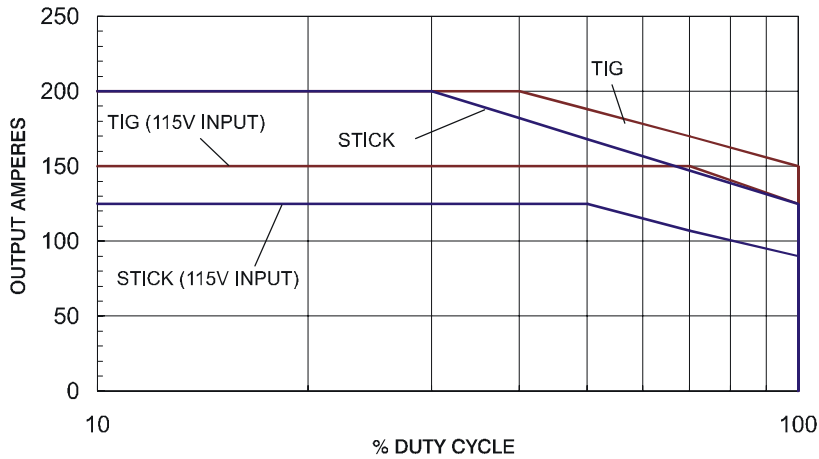 250
200
150
100
50
0
OUTPUT AMPERES
TIG
TIG (115V INPUT)
STICK
STICK (115V INPUT)
10
100
% DUTY CYCLE